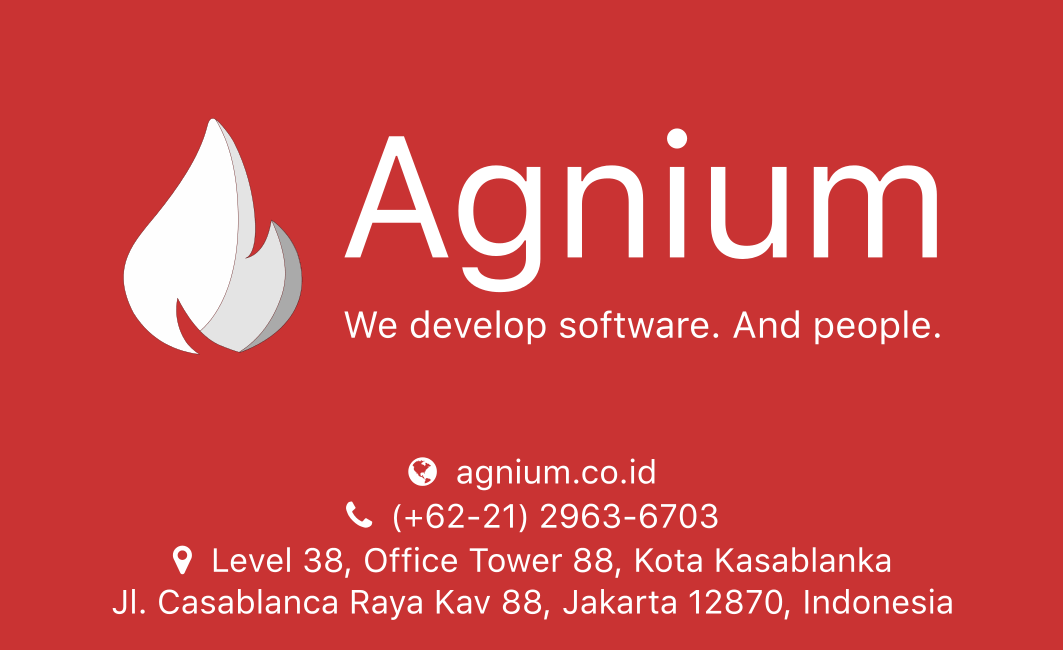 Agnium
We develop software. And people.
agnium.co.id
(+62-21) 2963-6703
Level 38, Office Tower 88, Kota Kasablanka
Jl. Casablanca Raya Kav 88, Jakarta 12870, Indonesia